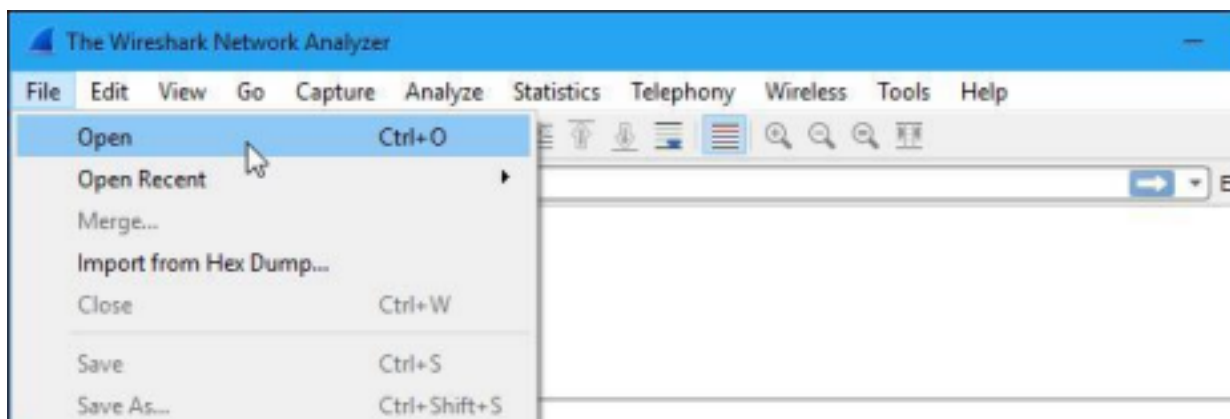 The Wireshark Network Analyzer
File Edit View Go Capture Analyze Statistics Telephony Wireless Tools Help
Open Ctrl+O
Open Recent
Merge...
Import from Hex Dump...
Close Ctrl+W
Save Ctrl+S
Save As... Ctrl+Shift+S